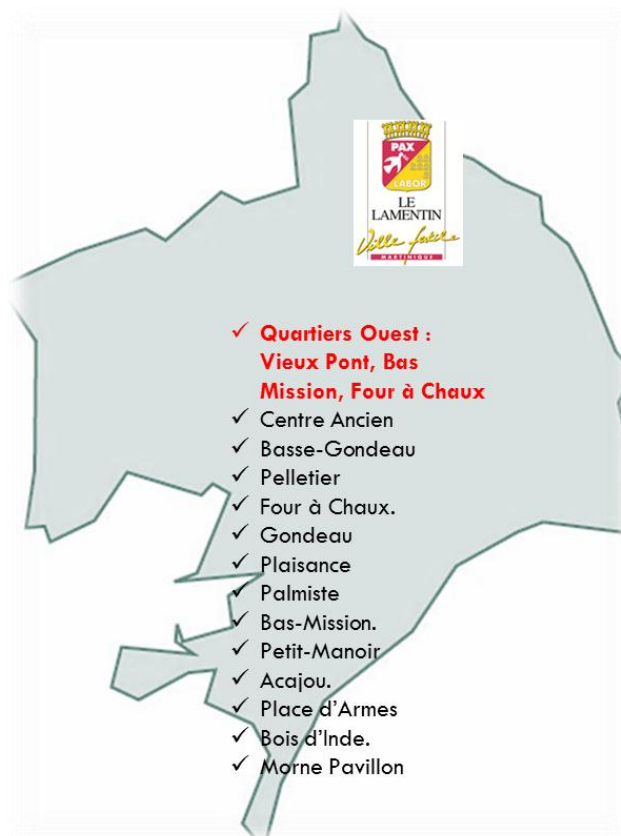 PAX
LABOR
LE
LAMENTIN
Ville
MARTINIQUE
✓ Quartiers Ouest :
Vieux Pont, Bas
Mission, Four à Chaux
✓ Centre Ancien
✓ Basse-Gondeau
✓ Pelletier
✓ Four à Chaux.
✓ Gondeau
✓ Plaisance
✓ Palmiste
✓ Bas-Mission.
✓ Petit-Manoir
✓ Acajou.
✓ Place d'Armes
✓ Bois d'Inde.
✓ Morne Pavillon